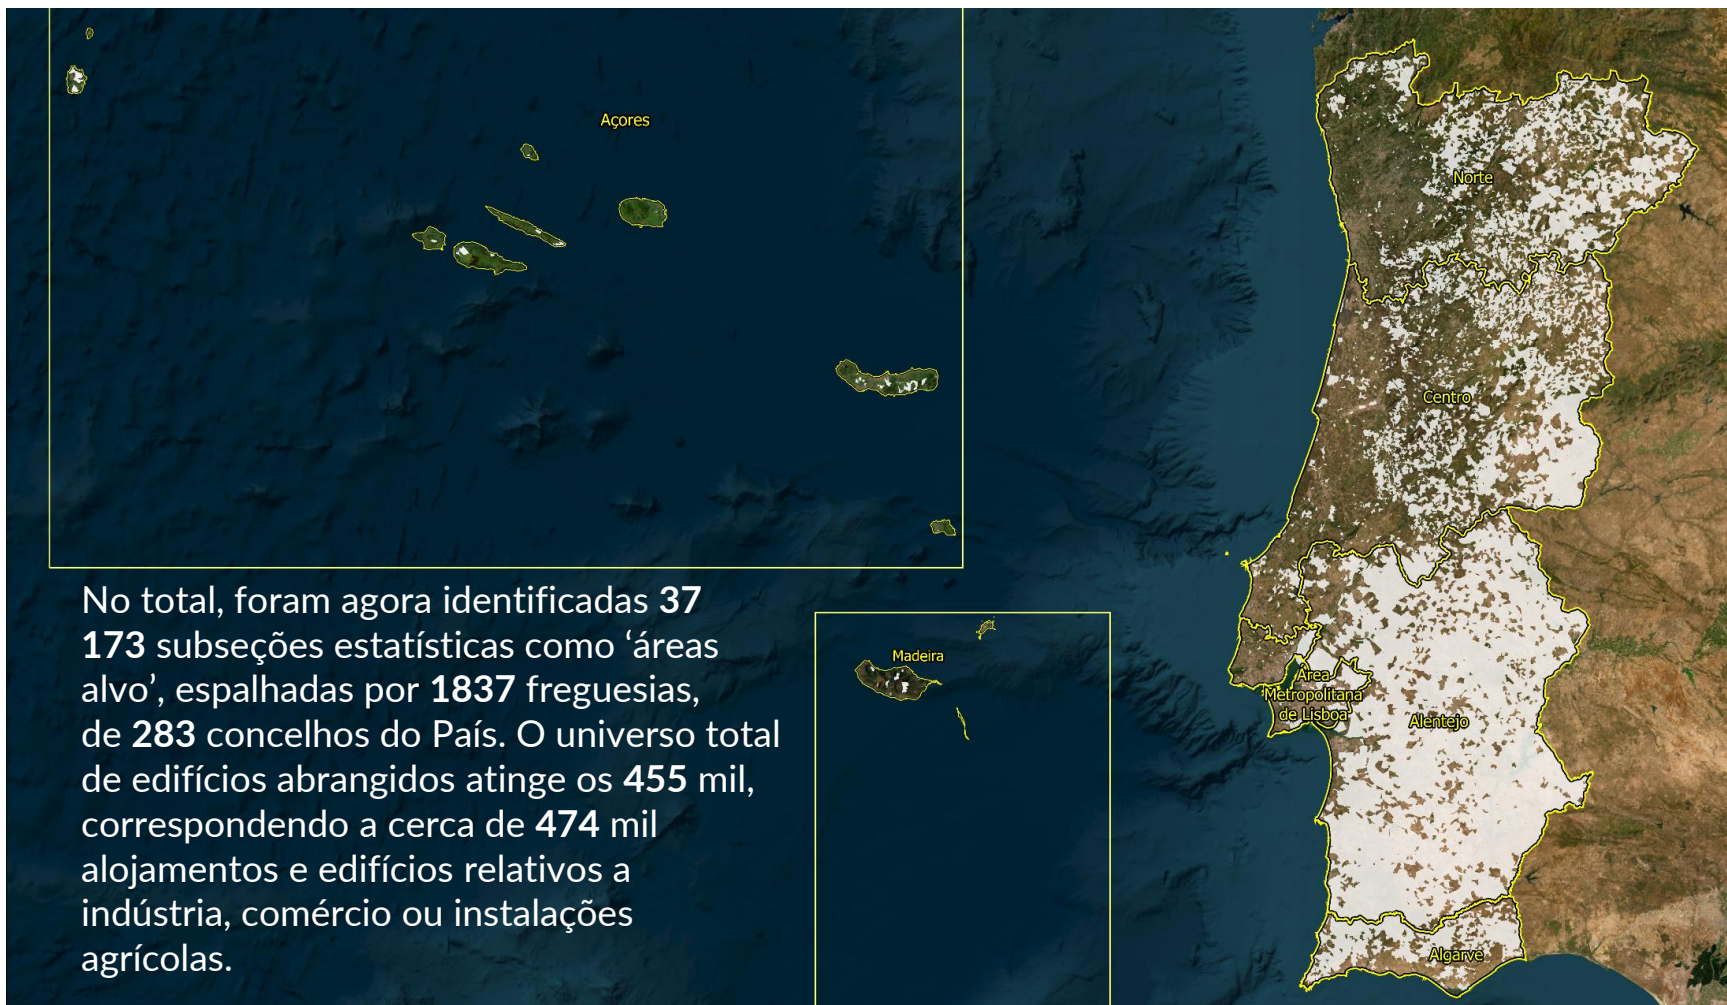 Açores
Norte
Centro
No total, foram agora identificadas 37
173 subseções estatísticas como ‘áreas
alvo’, espalhadas por 1837 freguesias,
de 283 concelhos do País. O universo total
de edifícios abrangidos atinge os 455 mil,
correspondendo a cerca de 474 mil
alojamentos e edifícios relativos a
indústria, comércio ou instalações
agrícolas.
Madeira
Área
Metropolitana
de Lisboa
Alentejo
Algarve